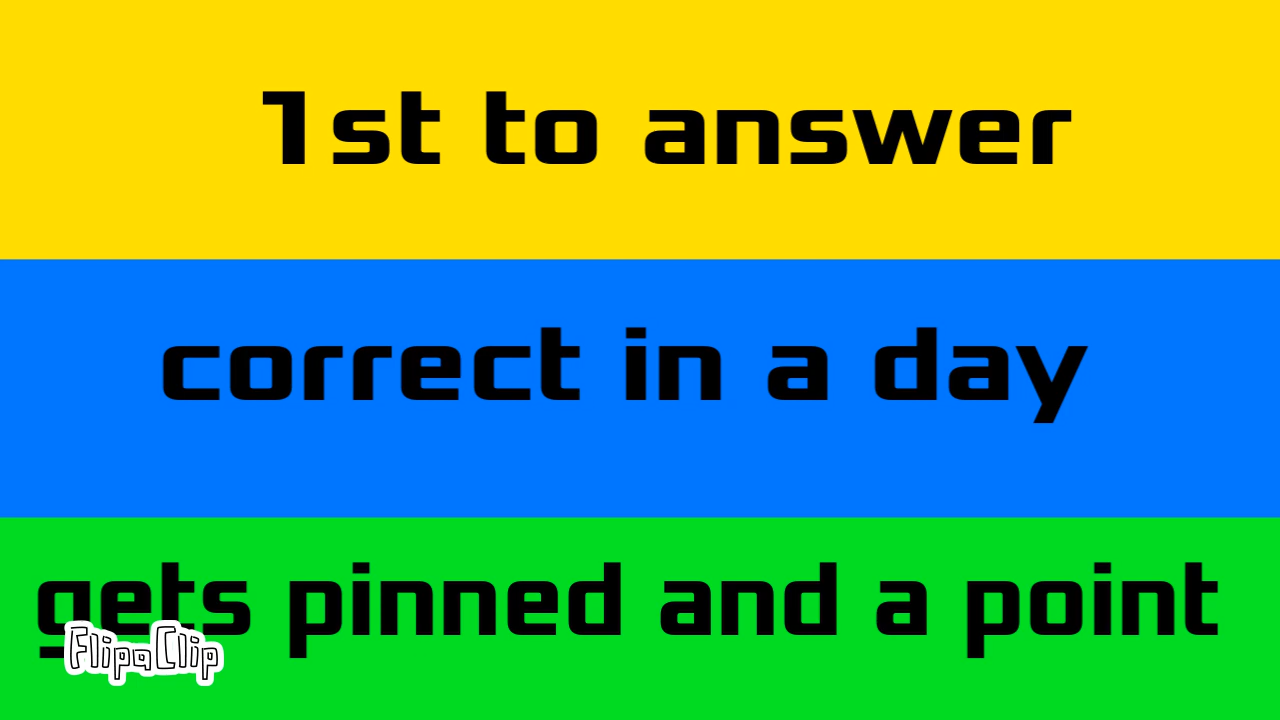 1st to answer
correct in a day
gets pinned and a point
FlipaClip